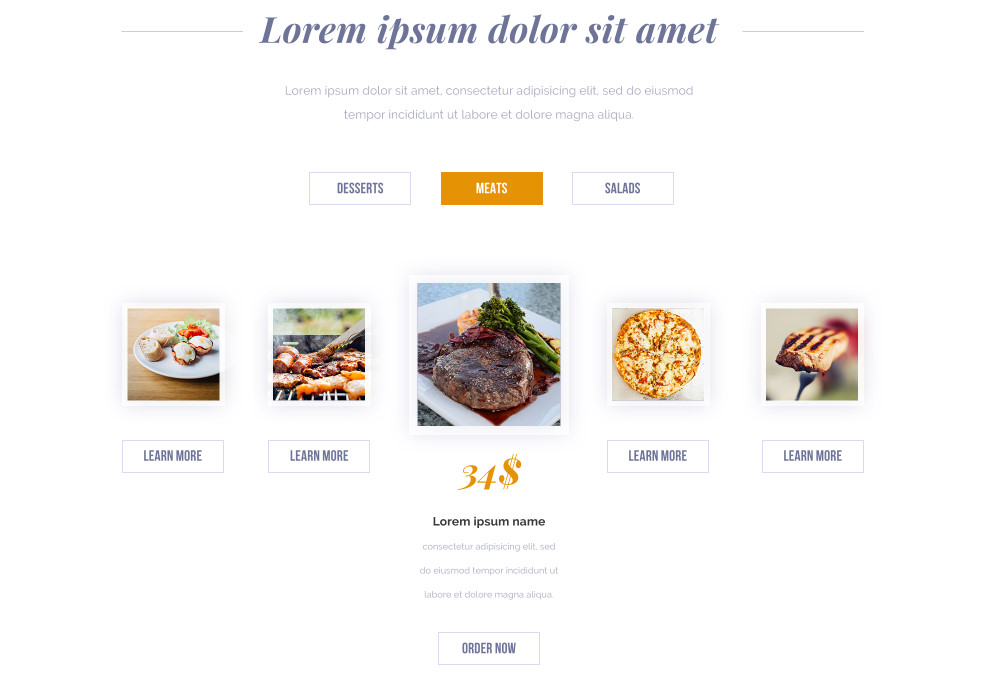 Lorem ipsum dolor sit amet
Lorem ipsum dolor sit amet, consectetur adipisicing elit, sed do eiusmod
tempor incididunt ut labore et dolore magna aliqua.
DESSERTS
MEATS
SALADS
LEARN MORE
LEARN MORE
34$
Lorem ipsum name
consectetur adipisicing elit, sed
do eiusmod tempor incididunt ut
labore et dolore magna aliqua.
ORDER NOW
LEARN MORE
LEARN MORE